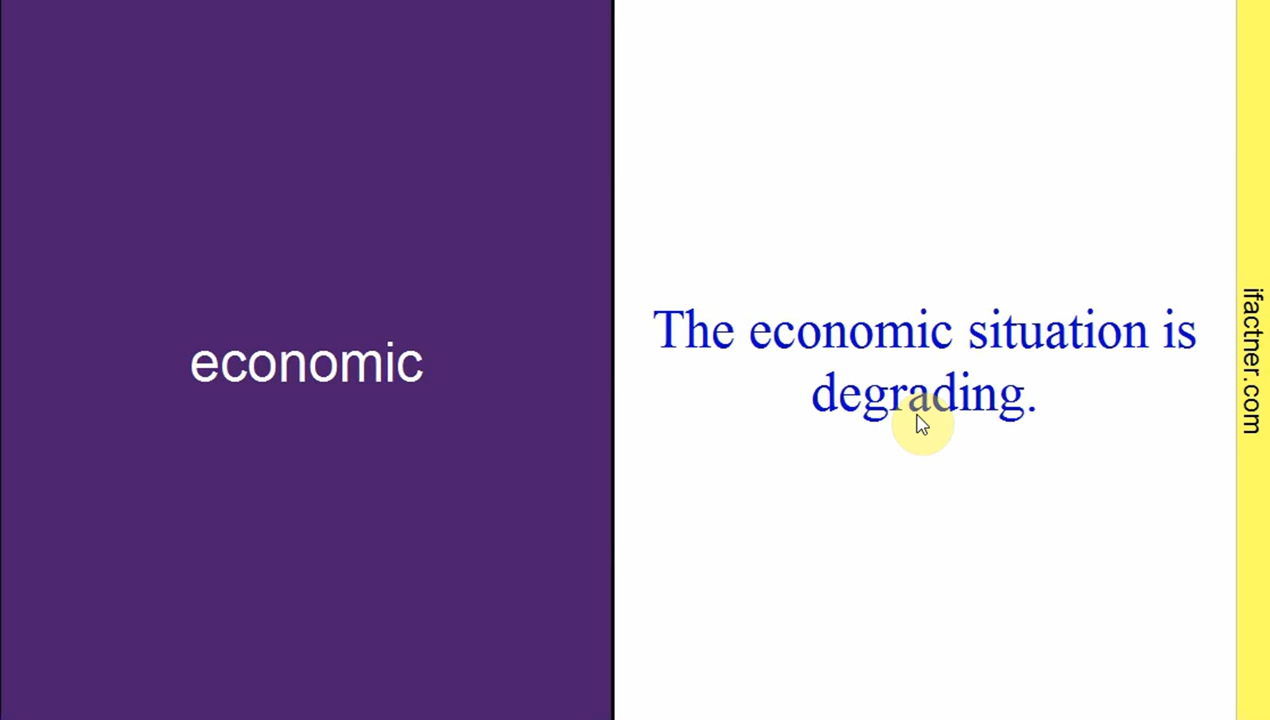 economic
The economic situation is
degrading.
ifactner.com